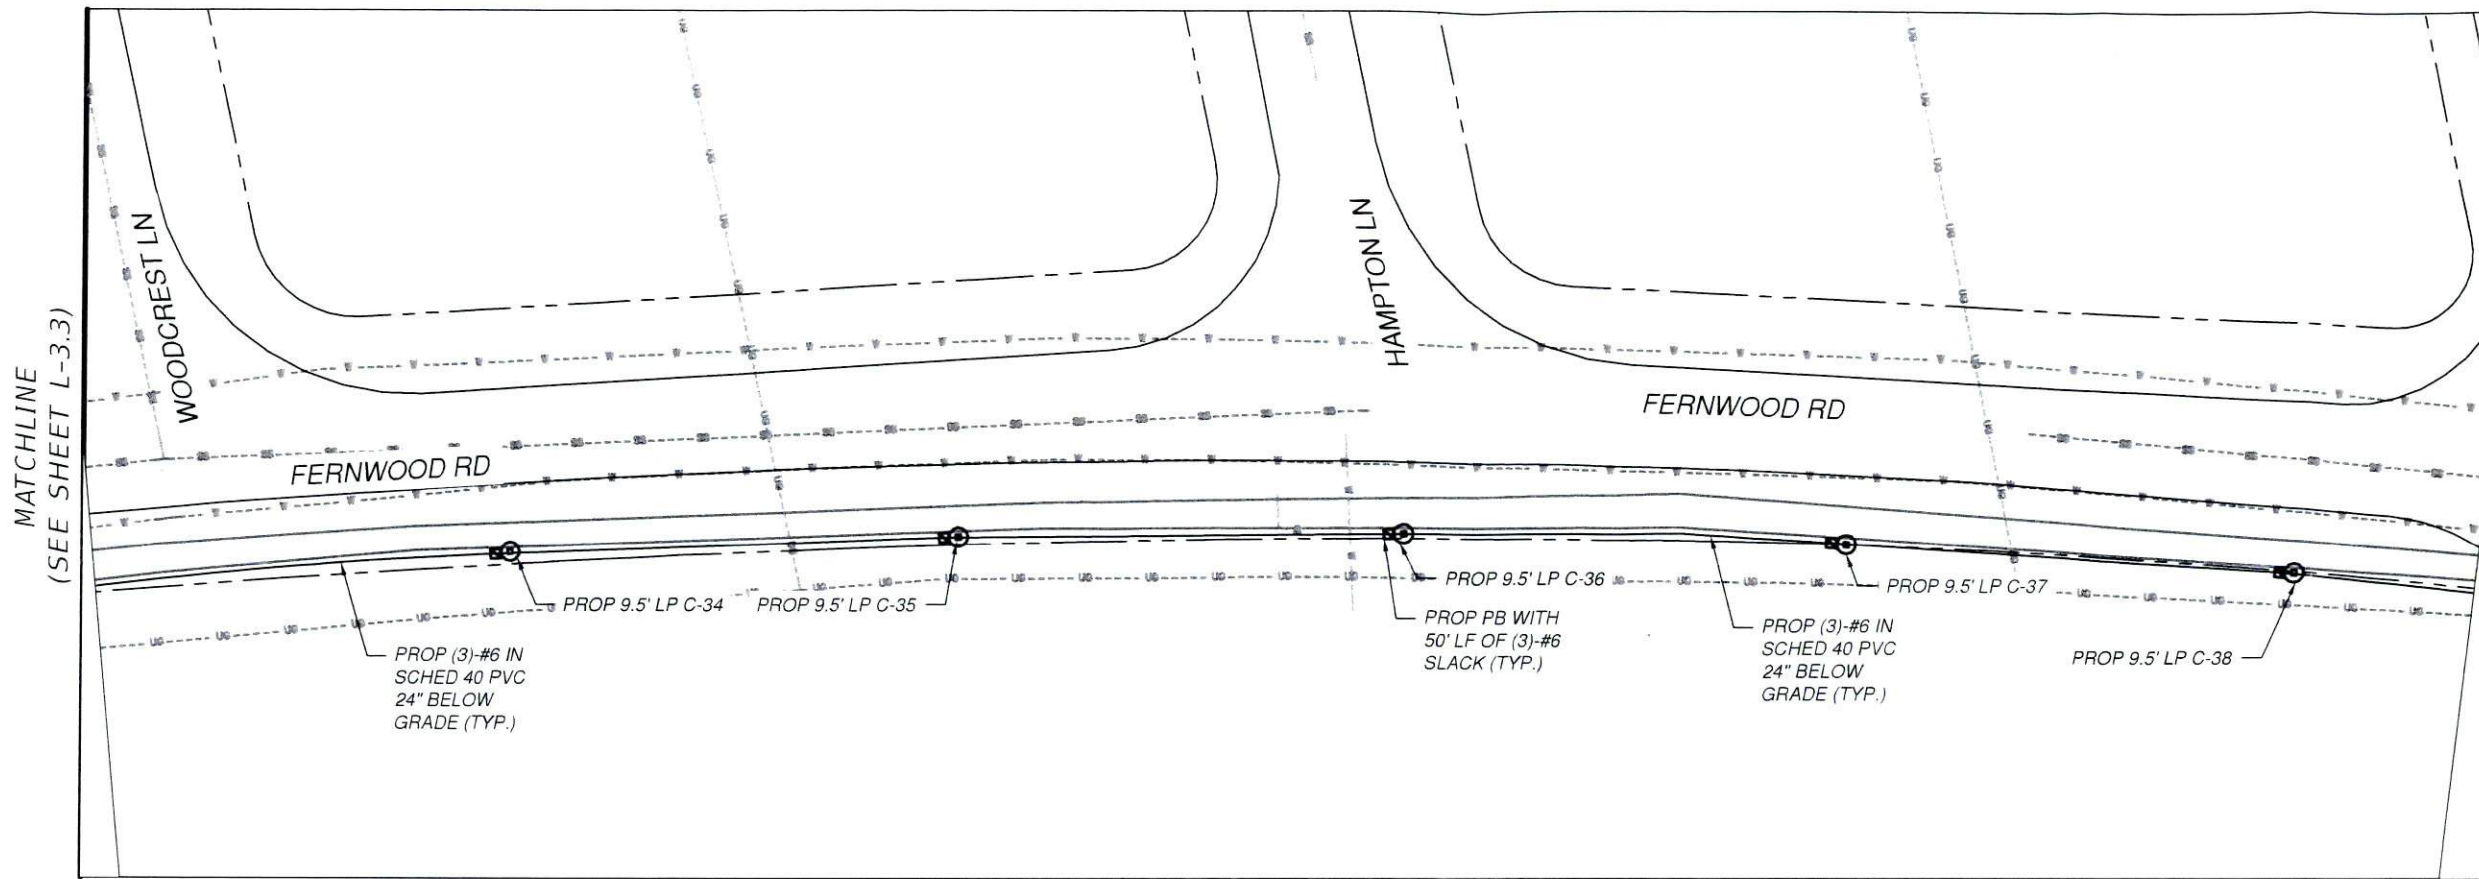 MATCHLINE
(SEE SHEET L-3.3)
WOODCREST LN
HAMPTON LN
FERNWOOD RD
FERNWOOD RD
PROP 9.5' LP C-34
PROP 9.5' LP C-35
PROP 9.5' LP C-36
PROP 9.5' LP C-37
PROP 9.5' LP C-38
PROP (3)-#6 IN
SCHED 40 PVC
24" BELOW
GRADE (TYP.)
PROP PB WITH
50' LF OF (3)-#6
SLACK (TYP.)
PROP (3)-#6 IN
SCHED 40 PVC
24" BELOW
GRADE (TYP.)